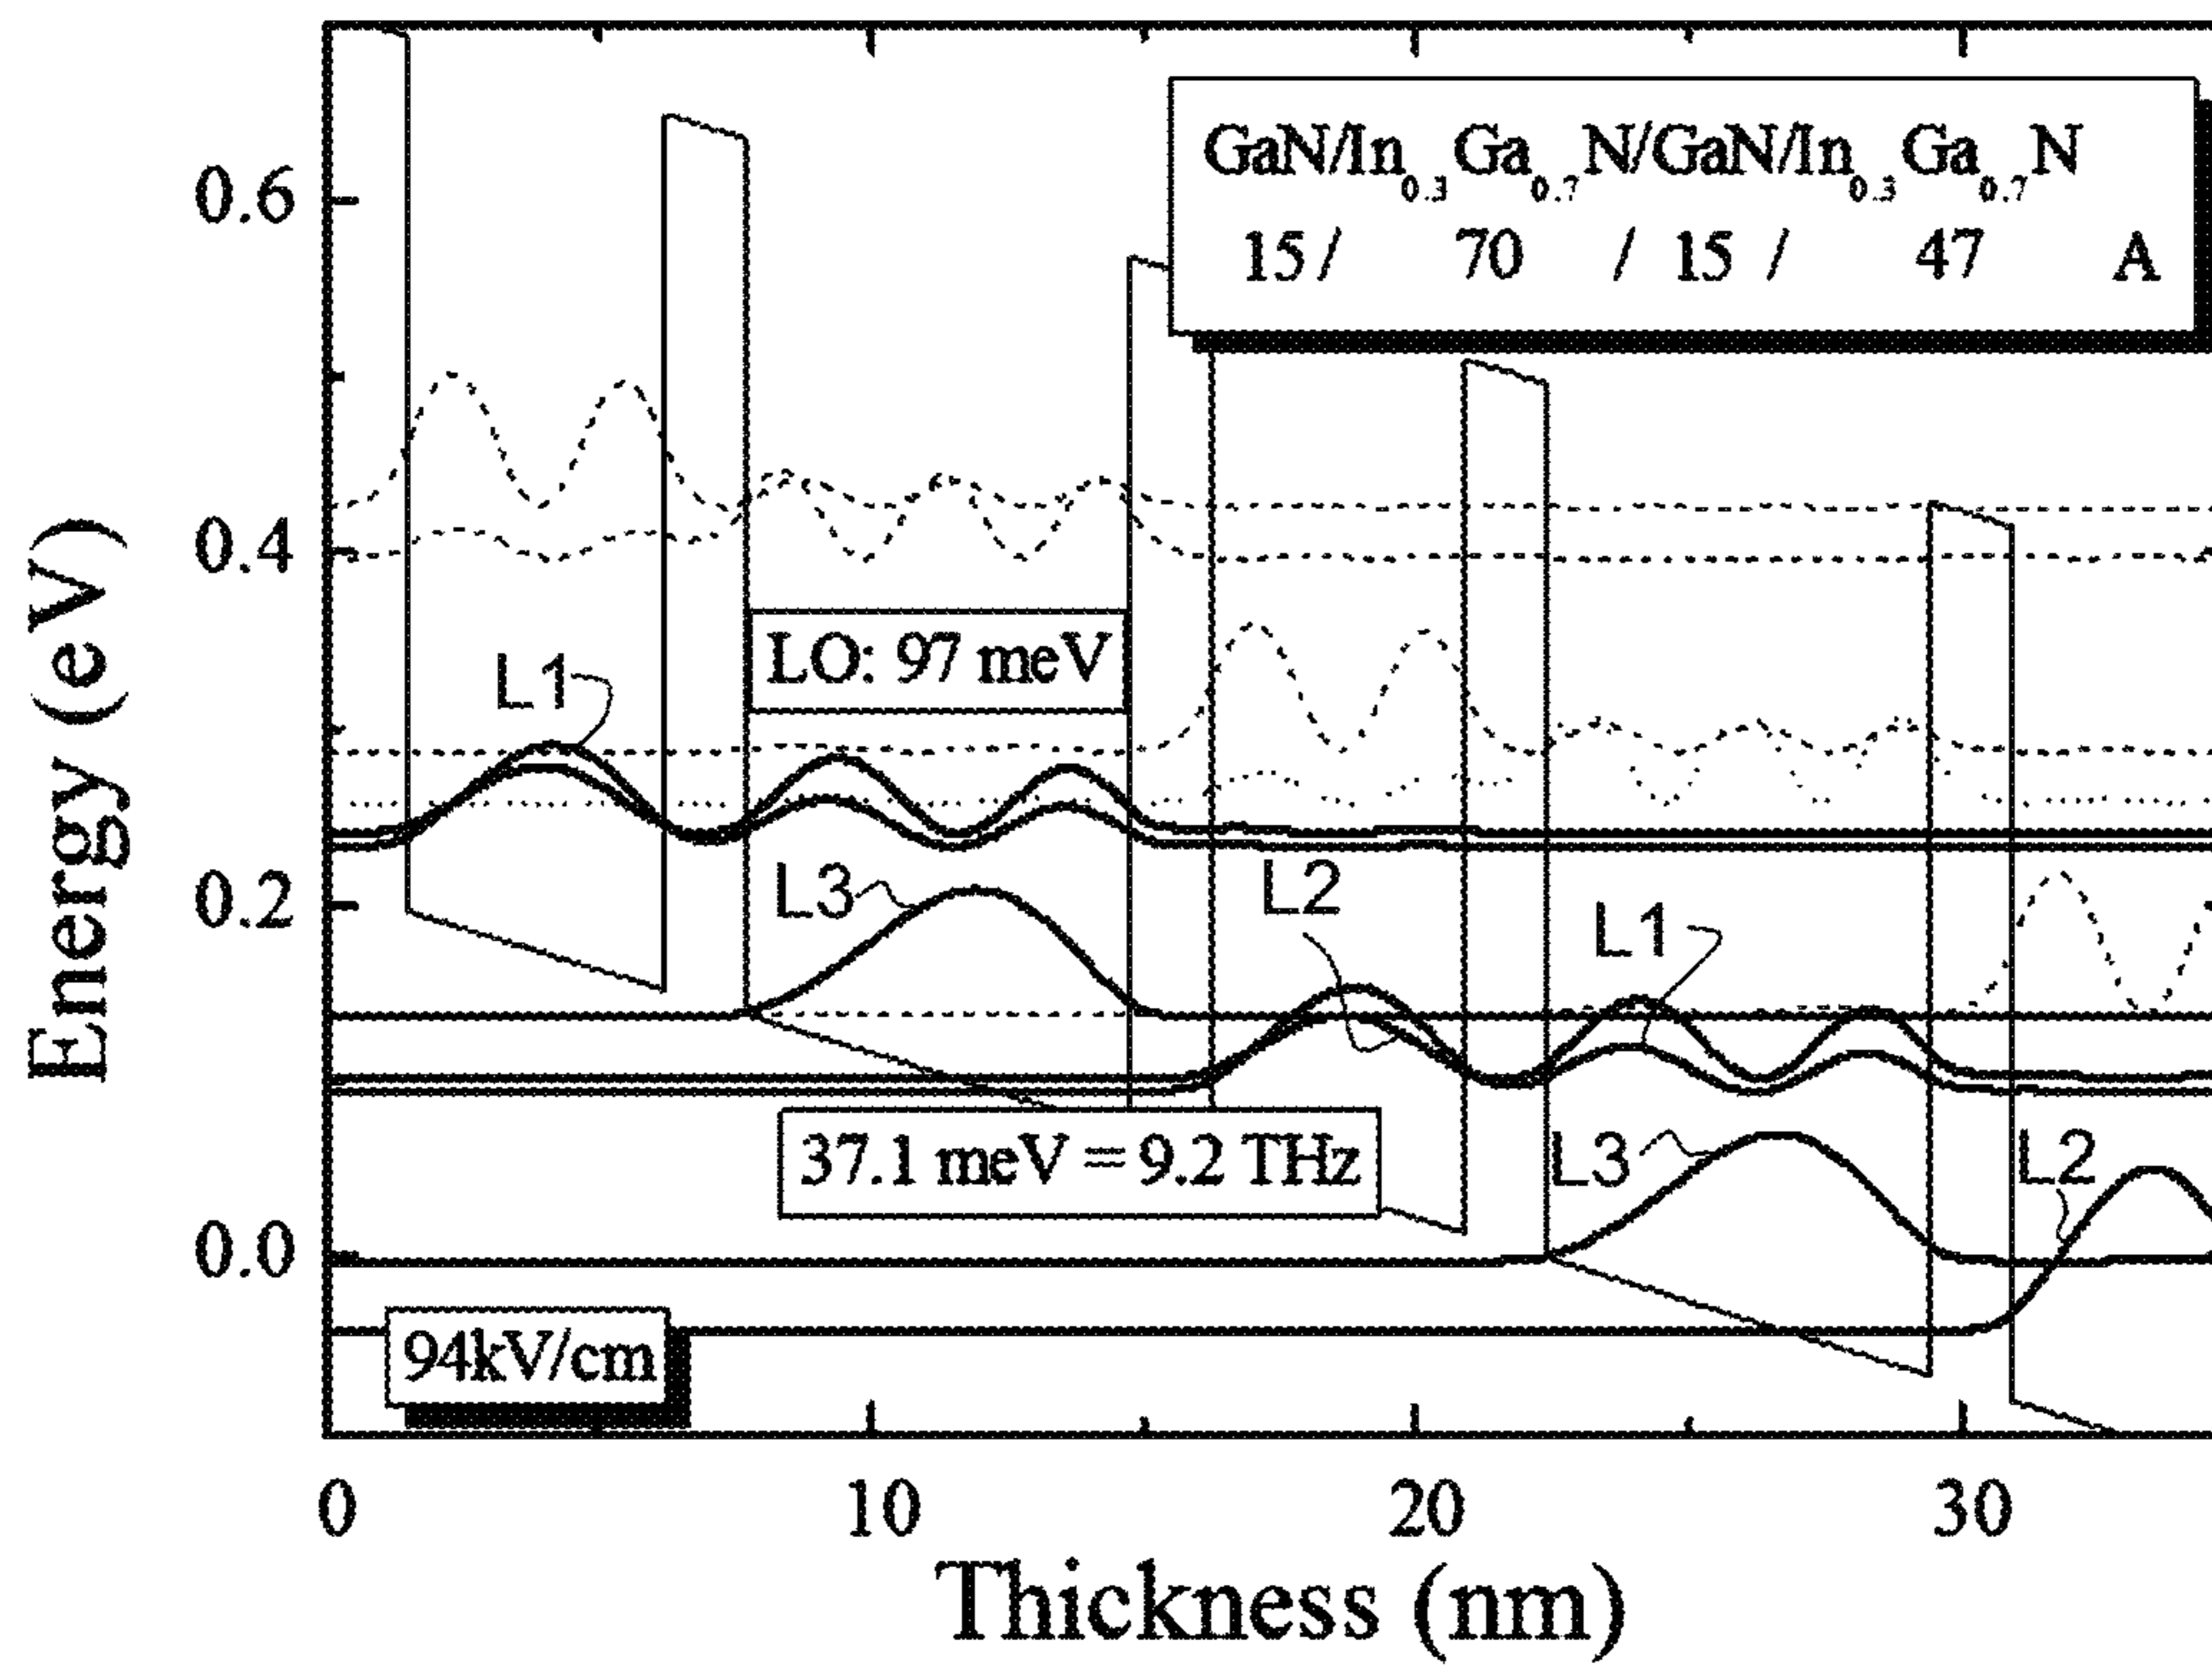 GaN/In0.3Ga0.7N/GaN/In0.3Ga0.7N
15 / 70 / 15 / 47 A
0.6
0.4
0.2
0.0
Energy (eV)
LO: 97 meV
L1
L3
L2
L1
37.1 meV = 9.2 THz
L3
L2
94kV/cm
0
10
20
30
Thickness (nm)